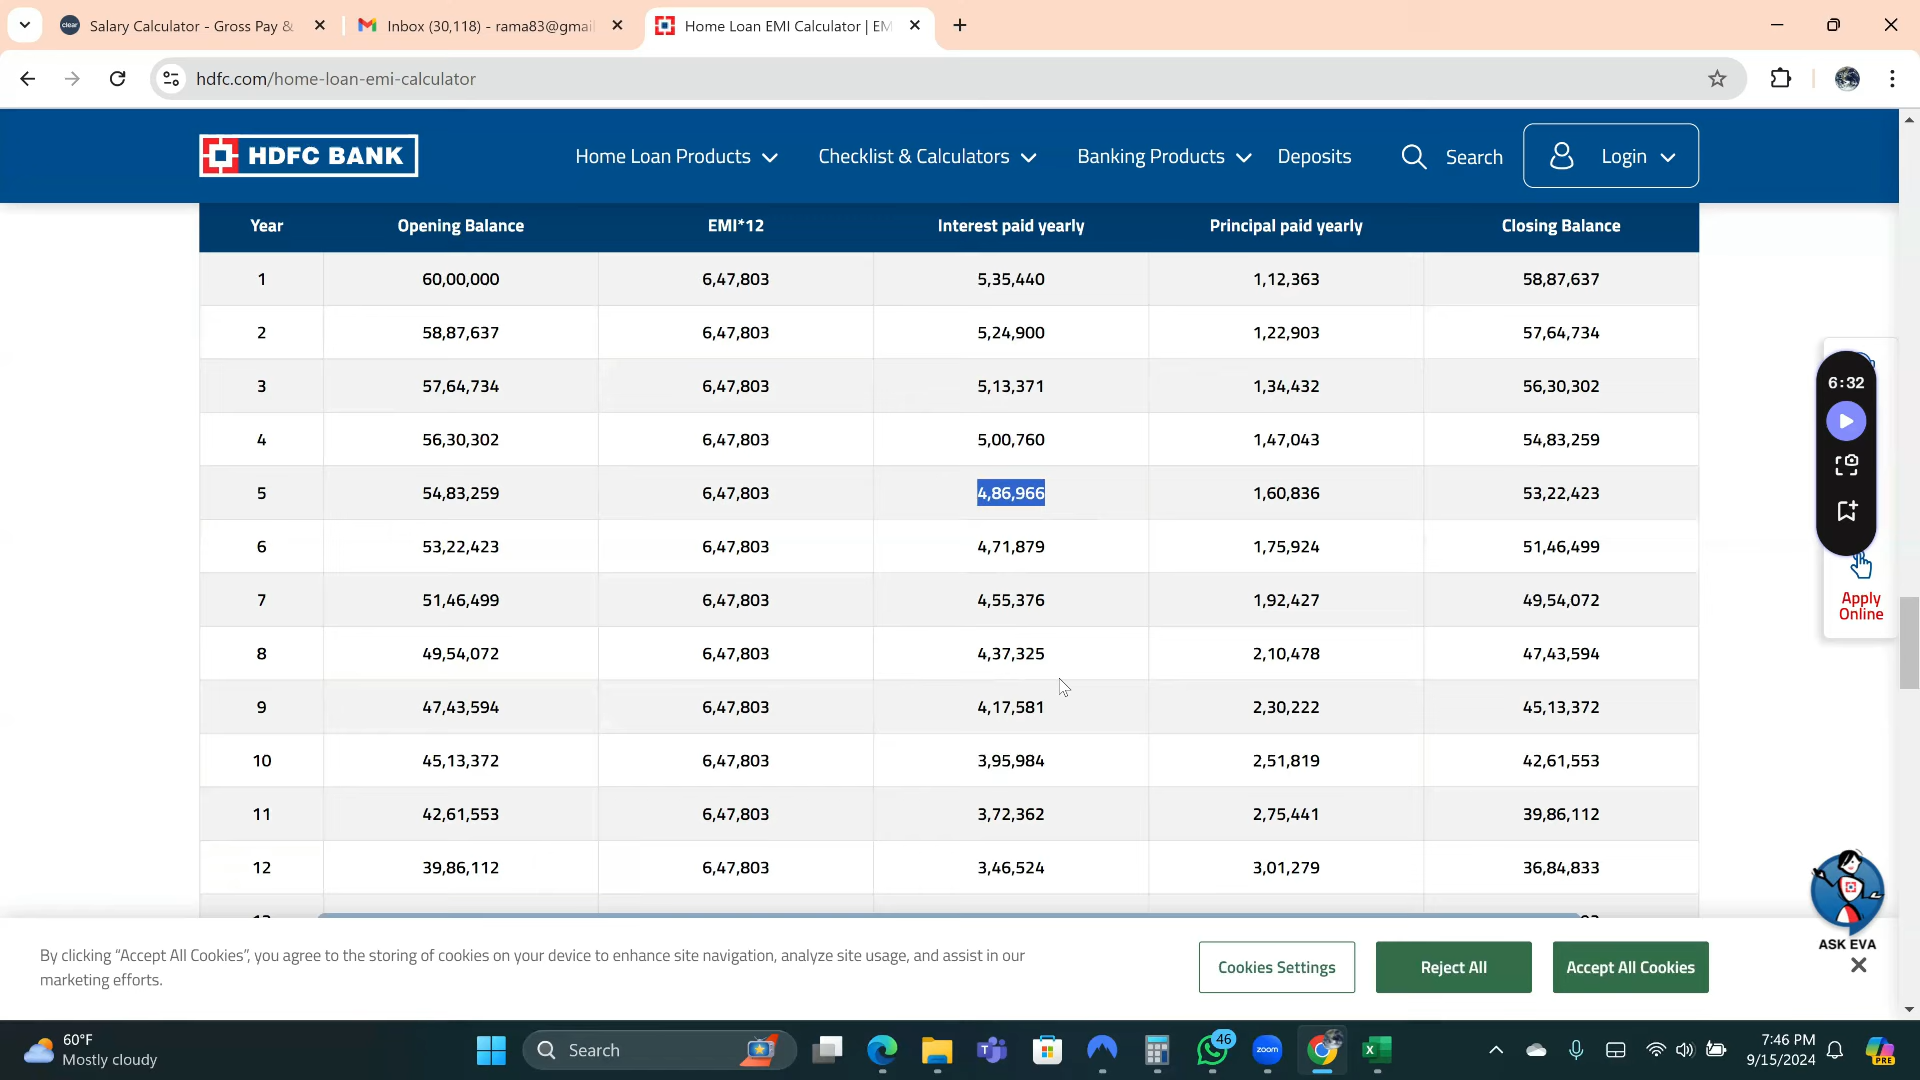 Salary Calculator - Gross Pay &
Inbox (30,118) - rama83@gmai
Home Loan EMI Calculator | EM
hdfc.com/home-loan-emi-calculator
HDFC BANK
Home Loan Products
Checklist & Calculators
Banking Products
Deposits
Search
Login
Year Opening Balance EMI*12 Interest paid yearly Principal paid yearly Closing Balance
1 60,00,000 6,47,803 5,35,440 1,12,363 58,87,637
2 58,87,637 6,47,803 5,24,900 1,22,903 57,64,734
3 57,64,734 6,47,803 5,13,371 1,34,432 56,30,302
4 56,30,302 6,47,803 5,00,760 1,47,043 54,83,259
5 54,83,259 6,47,803 4,86,966 1,60,836 53,22,423
6 53,22,423 6,47,803 4,71,879 1,75,924 51,46,499
7 51,46,499 6,47,803 4,55,376 1,92,427 49,54,072
8 49,54,072 6,47,803 4,37,325 2,10,478 47,43,594
9 47,43,594 6,47,803 4,17,581 2,30,222 45,13,372
10 45,13,372 6,47,803 3,95,984 2,51,819 42,61,553
11 42,61,553 6,47,803 3,72,362 2,75,441 39,86,112
12 39,86,112 6,47,803 3,46,524 3,01,279 36,84,833
6:32
Apply
Online
ASK EVA
By clicking “Accept All Cookies”, you agree to the storing of cookies on your device to enhance site navigation, analyze site usage, and assist in our
marketing efforts.
Cookies Settings
Reject All
Accept All Cookies
60°F
Mostly cloudy
Search
46
zoom
7:46 PM
9/15/2024
PRE